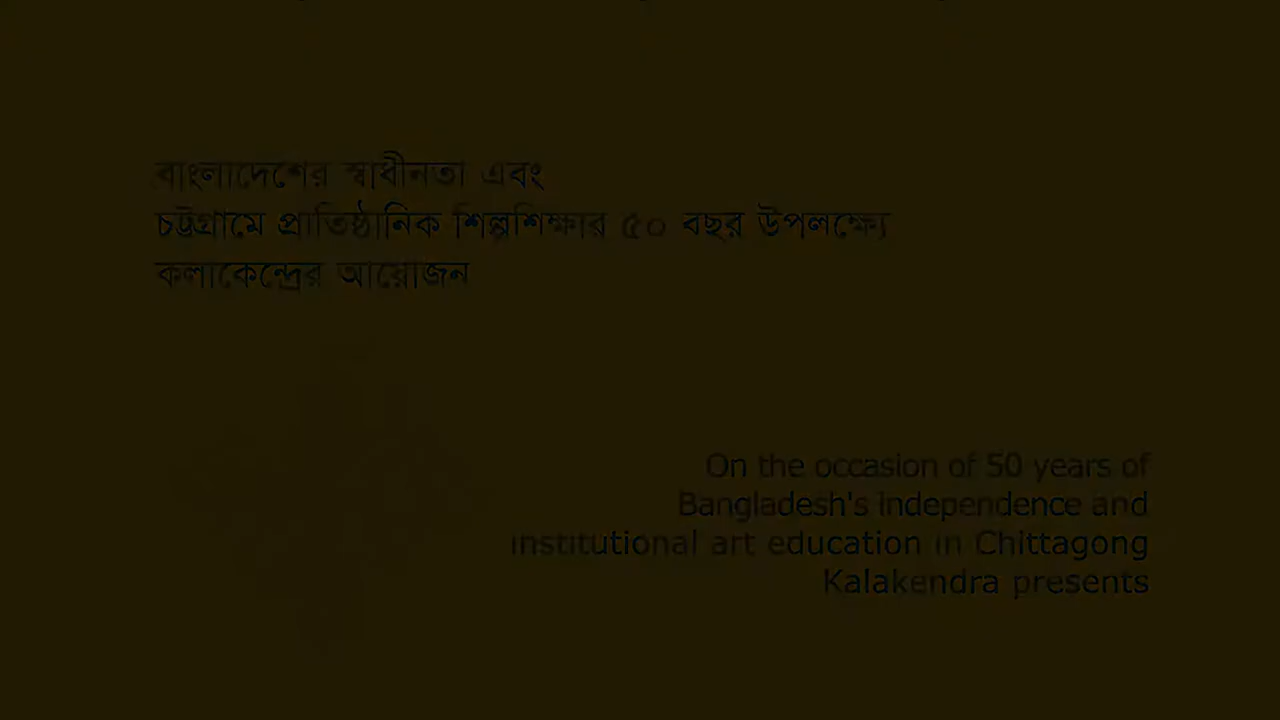 বাংলাদেশের স্বাধীনতা এবং
চট্টগ্রামে প্রাতিষ্ঠানিক শিল্পশিক্ষার ৫০ বছর উপলক্ষ্যে
কলাকেন্দ্রের আয়োজন
On the occasion of 50 years of
Bangladesh's independence and
institutional art education in Chittagong
Kalakendra presents